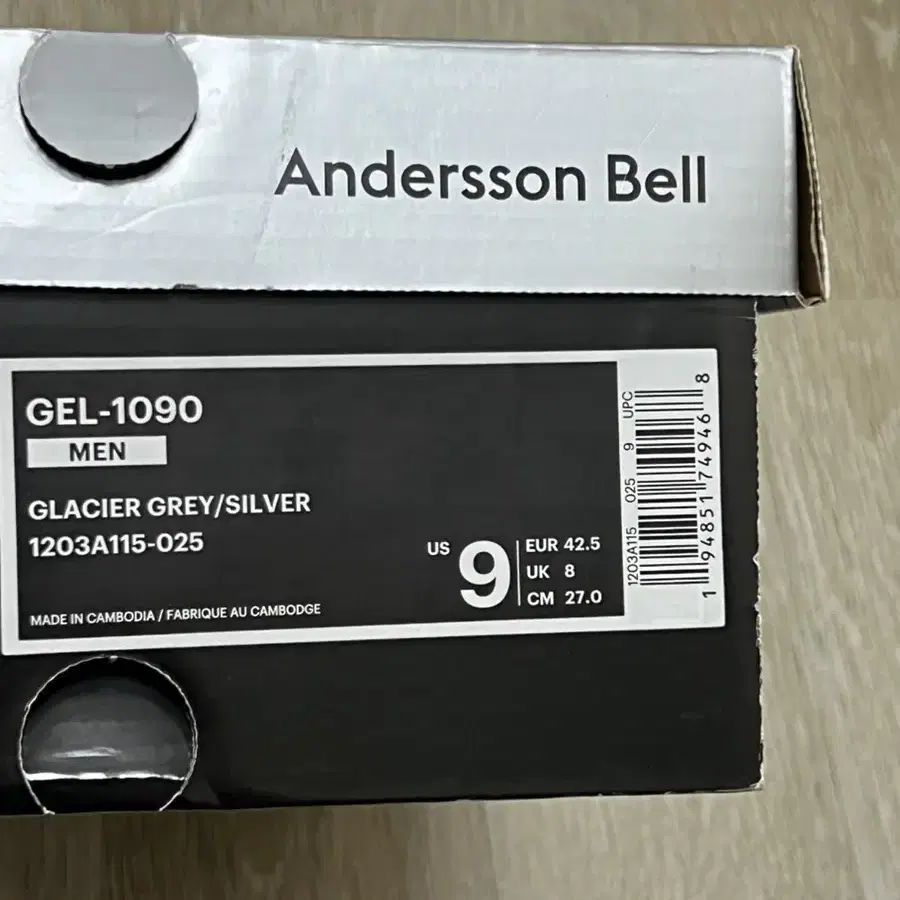 Andersson Bell
GEL-1090
MEN
GLACIER GREY/SILVER
1203A115-025
US 9
EUR 42.5
UK 8
CM 27.0
MADE IN CAMBODIA / FABRIQUE AU CAMBODGE
1203A115 025 9 UPC
1 94851 74946 8